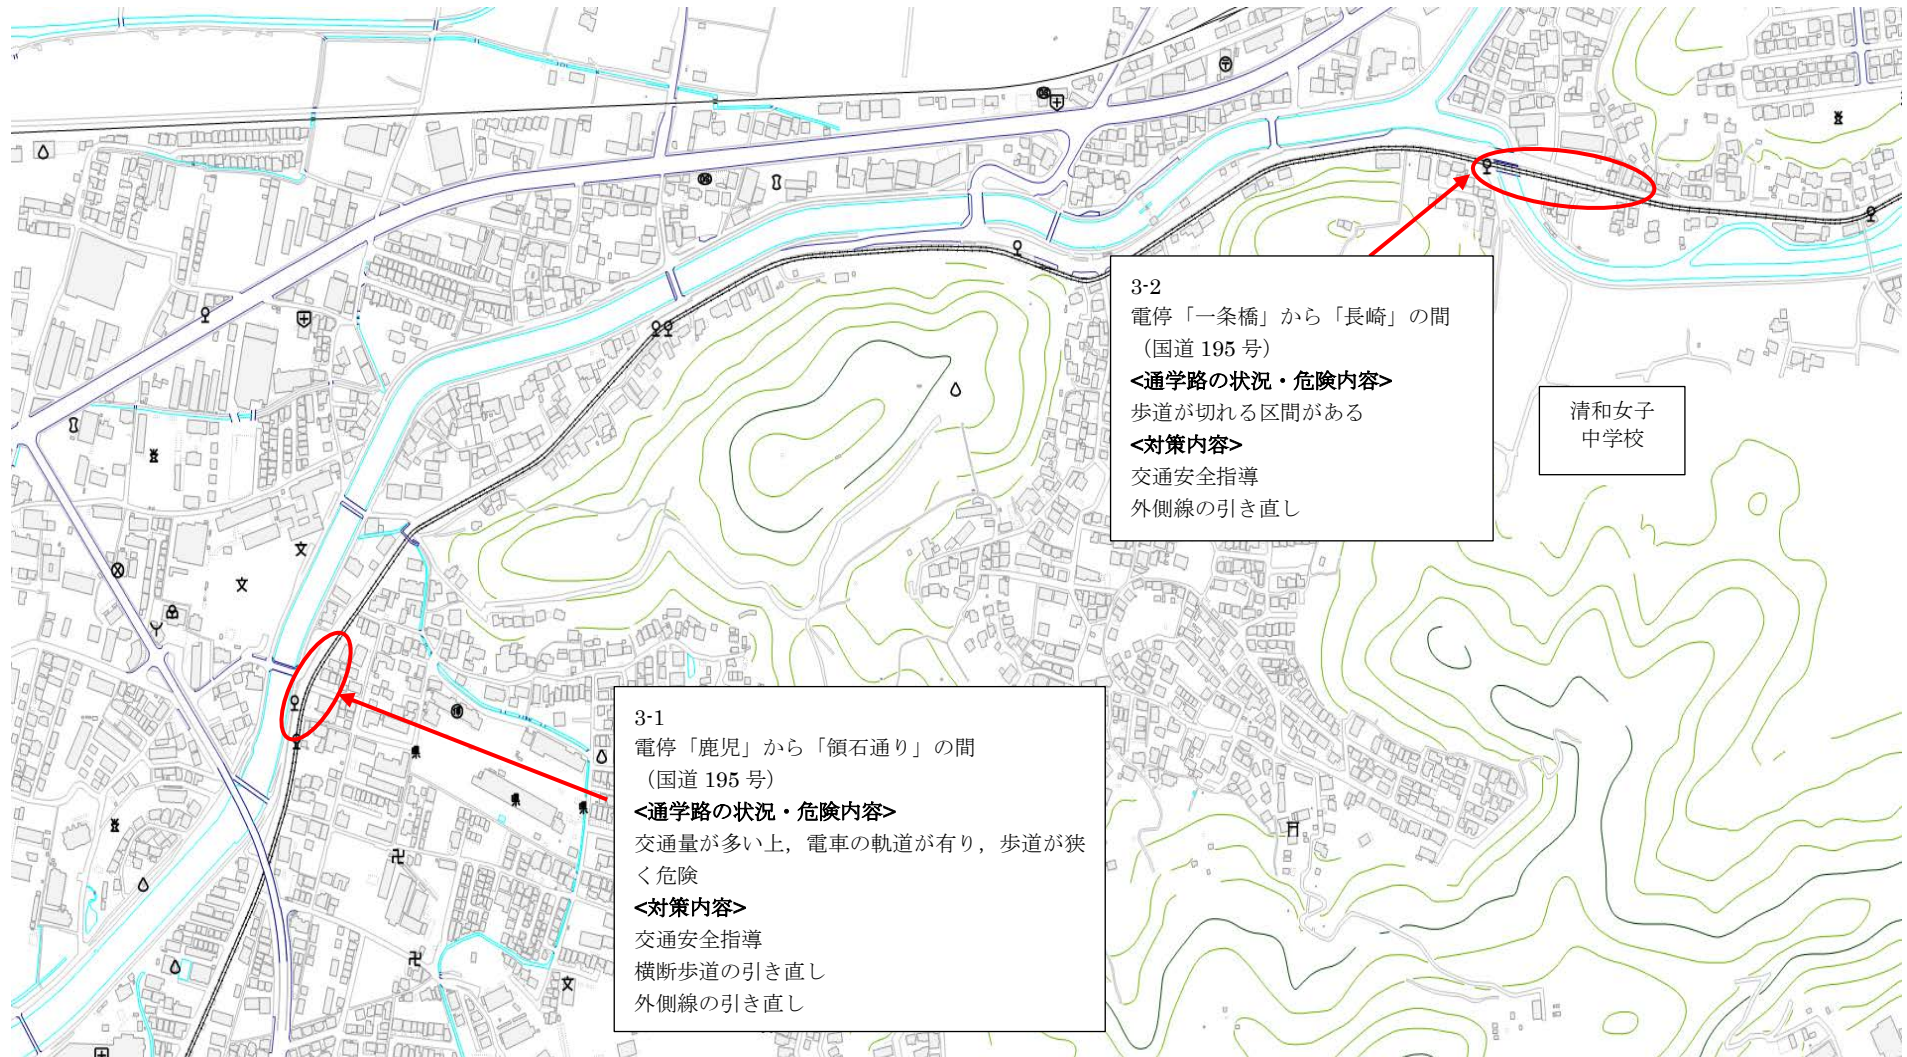 3-2
電停「一条橋」から「長崎」の間
（国道 195 号）
<通学路の状況・危険内容>
歩道が切れる区間がある
<対策内容>
交通安全指導
外側線の引き直し
清和女子
中学校
3-1
電停「鹿児」から「領石通り」の間
（国道 195 号）
<通学路の状況・危険内容>
交通量が多い上，電車の軌道が有り，歩道が狭
く危険
<対策内容>
交通安全指導
横断歩道の引き直し
外側線の引き直し